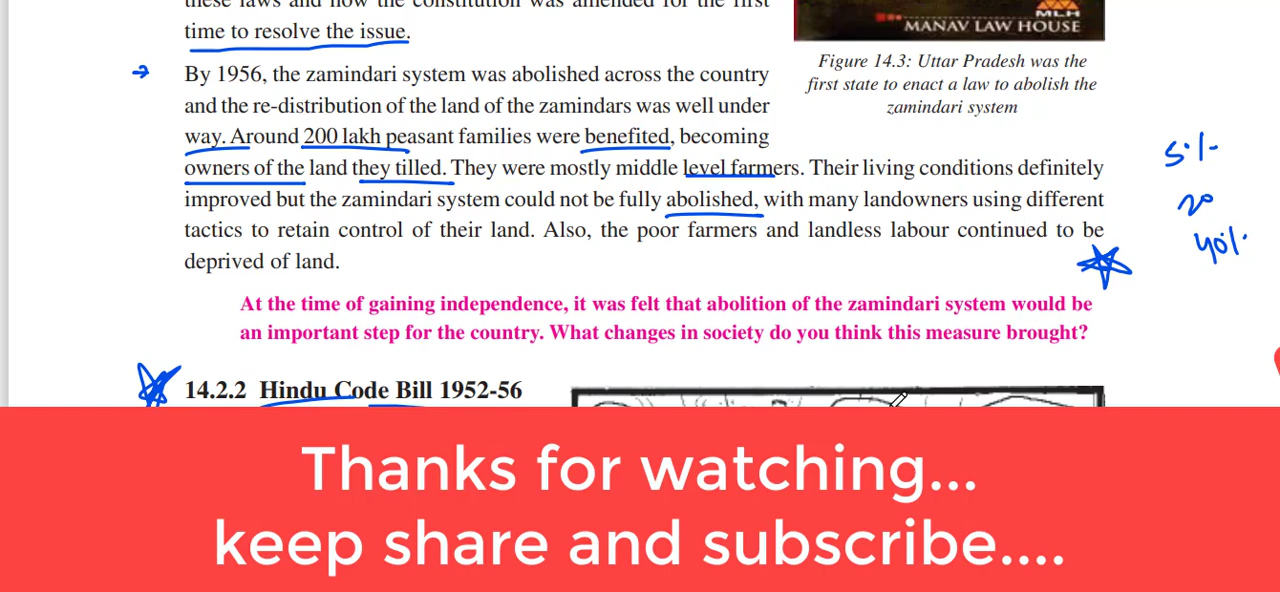 these laws and how the constitution was amended for the first
time to resolve the issue.
MLH
MANAV LAW HOUSE
Figure 14.3: Uttar Pradesh was the
first state to enact a law to abolish the
zamindari system
By 1956, the zamindari system was abolished across the country
and the re-distribution of the land of the zamindars was well under
way. Around 200 lakh peasant families were benefited, becoming
owners of the land they tilled. They were mostly middle level farmers. Their living conditions definitely
improved but the zamindari system could not be fully abolished, with many landowners using different
tactics to retain control of their land. Also, the poor farmers and landless labour continued to be
deprived of land.
5%
20
40%
At the time of gaining independence, it was felt that abolition of the zamindari system would be
an important step for the country. What changes in society do you think this measure brought?
14.2.2 Hindu Code Bill 1952-56
Thanks for watching...
keep share and subscribe....